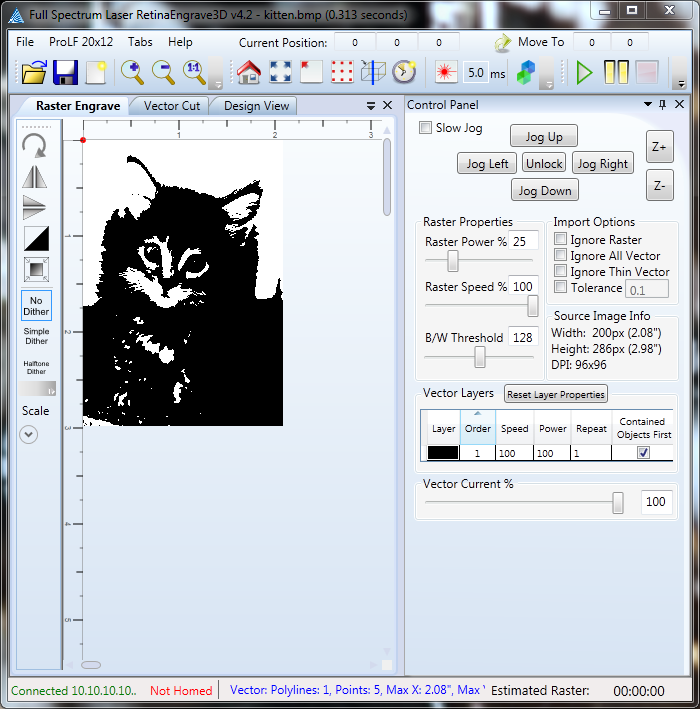 Full Spectrum Laser RetinaEngrave3D v4.2 - kitten.bmp (0.313 seconds)
File ProLF 20x12 Tabs Help Current Position: 0 0 0 Move To 0 0
1:1 5.0 ms
Raster Engrave Vector Cut Design View
Control Panel
Slow Jog
Jog Up
Jog Left Unlock Jog Right
Jog Down
Z+
Z-
1 2 3
1
2
3
4
5
No
Dither
Simple
Dither
Halftone
Dither
Scale
Raster Properties
Raster Power % 25
Raster Speed % 100
B/W Threshold 128
Import Options
Ignore Raster
Ignore All Vector
Ignore Thin Vector
Tolerance 0.1
Source Image Info
Width: 200px (2.08")
Height: 286px (2.98")
DPI: 96x96
Vector Layers Reset Layer Properties
Layer Order Speed Power Repeat Contained
Objects First
1 100 100 1
Vector Current %
100
Connected 10.10.10.10.. Not Homed Vector: Polylines: 1, Points: 5, Max X: 2.08", Max Estimated Raster: 00:00:00